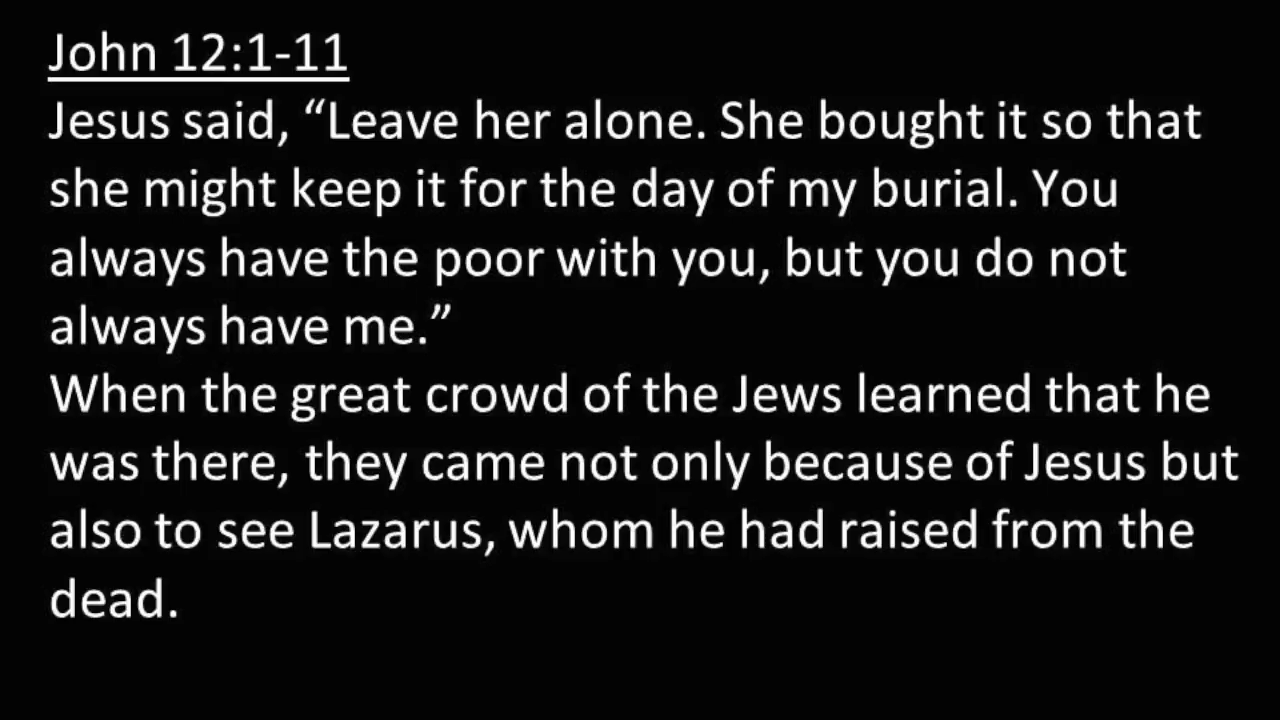 John 12:1-11
Jesus said, “Leave her alone. She bought it so that
she might keep it for the day of my burial. You
always have the poor with you, but you do not
always have me.”
When the great crowd of the Jews learned that he
was there, they came not only because of Jesus but
also to see Lazarus, whom he had raised from the
dead.